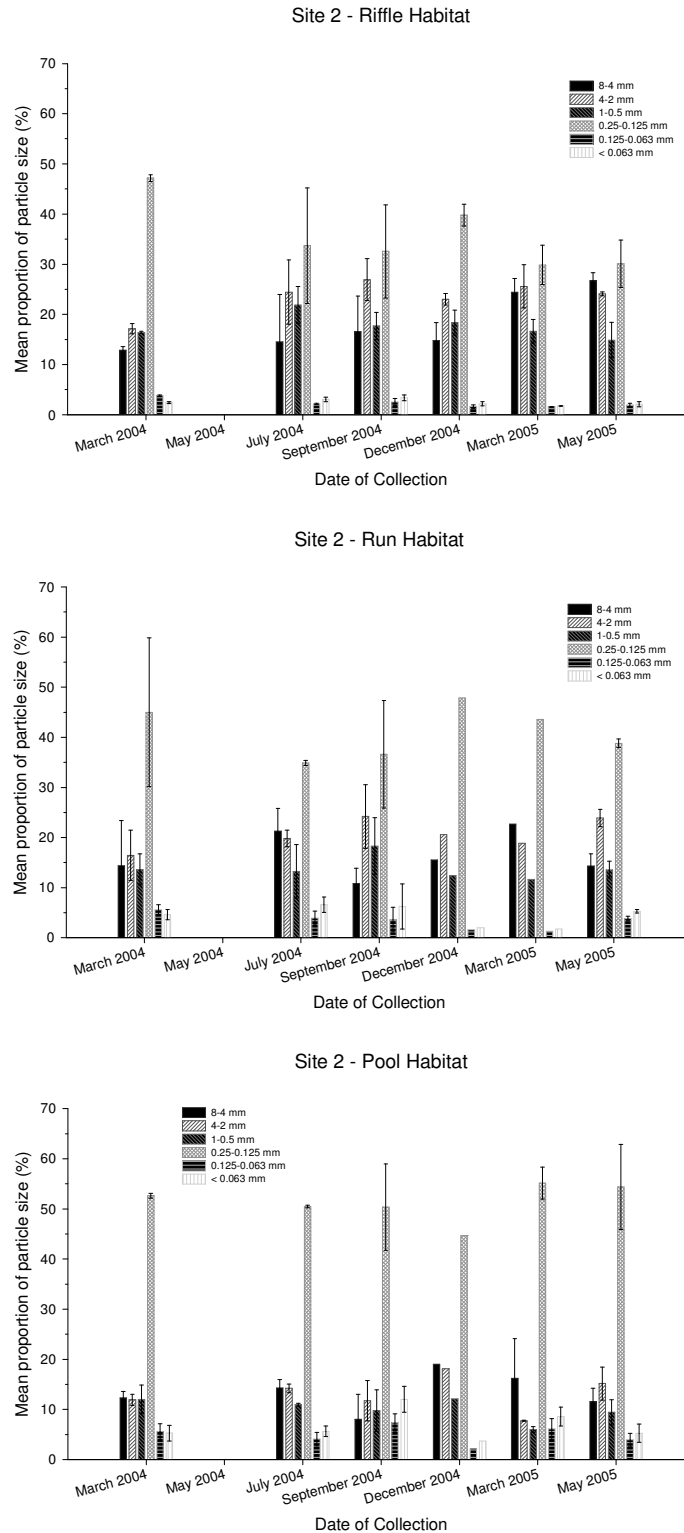 Site 2 - Riffle Habitat
70
60
50
40
30
20
10
0
Mean proportion of particle size (%)
8-4 mm
4-2 mm
1-0.5 mm
0.25-0.125 mm
0.125-0.063 mm
< 0.063 mm
March 2004
May 2004
July 2004
September 2004
December 2004
March 2005
May 2005
Date of Collection
Site 2 - Run Habitat
70
60
50
40
30
20
10
0
Mean proportion of particle size (%)
8-4 mm
4-2 mm
1-0.5 mm
0.25-0.125 mm
0.125-0.063 mm
< 0.063 mm
March 2004
May 2004
July 2004
September 2004
December 2004
March 2005
May 2005
Date of Collection
Site 2 - Pool Habitat
70
60
50
40
30
20
10
0
Mean proportion of particle size (%)
8-4 mm
4-2 mm
1-0.5 mm
0.25-0.125 mm
0.125-0.063 mm
< 0.063 mm
March 2004
May 2004
July 2004
September 2004
December 2004
March 2005
May 2005
Date of Collection